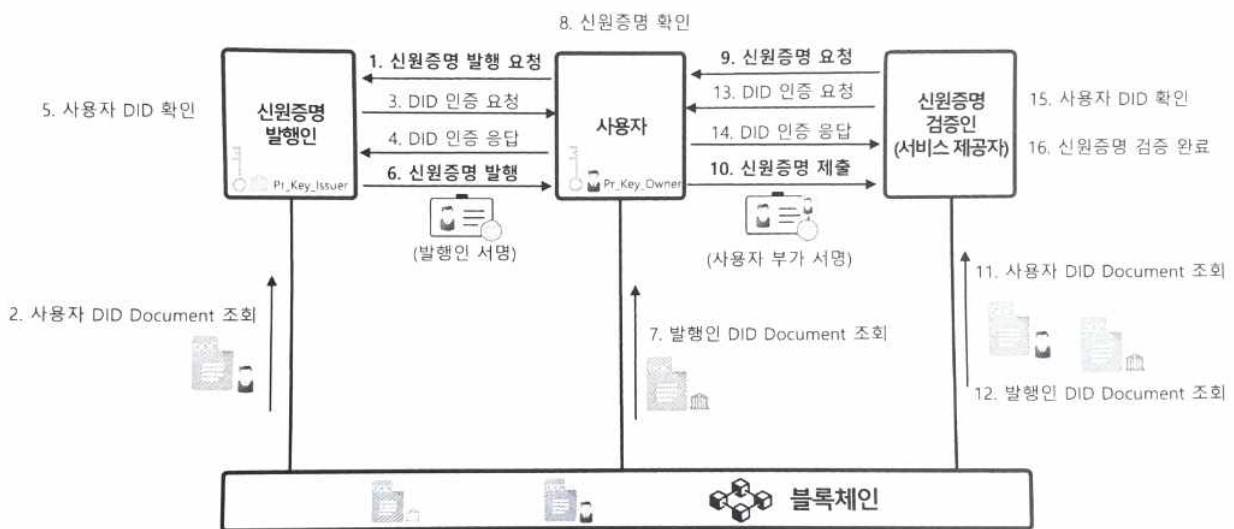 8. 신원증명 확인
1. 신원증명 발행 요청
9. 신원증명 요청
5. 사용자 DID 확인
신원증명
발행인
3. DID 인증 요청
사용자
13. DID 인증 요청
신원증명
검증인
(서비스 제공자)
15. 사용자 DID 확인
4. DID 인증 응답
14. DID 인증 응답
16. 신원증명 검증 완료
Pr_Key_Issuer
6. 신원증명 발행
Pr_Key_Owner
10. 신원증명 제출
(발행인 서명)
(사용자 부가 서명)
2. 사용자 DID Document 조회
7. 발행인 DID Document 조회
11. 사용자 DID Document 조회
12. 발행인 DID Document 조회
블록체인